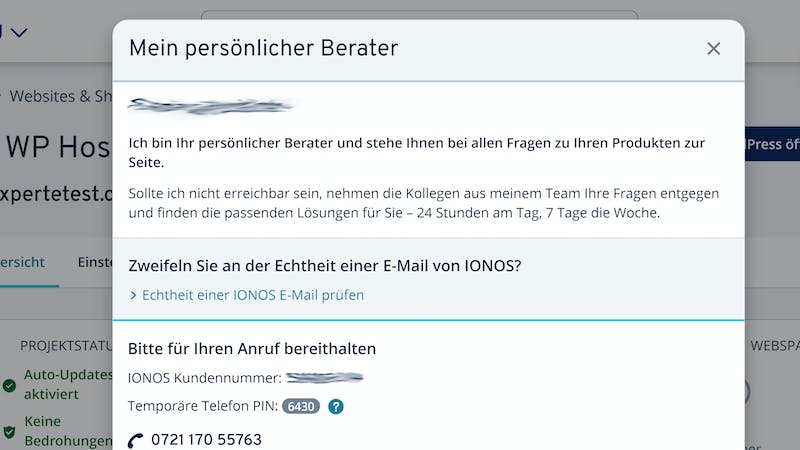 Mein persönlicher Berater
Websites & Sh
WP Hos
Press öf
xpertetest.c
Ich bin Ihr persönlicher Berater und stehe Ihnen bei allen Fragen zu Ihren Produkten zur
Seite.
Sollte ich nicht erreichbar sein, nehmen die Kollegen aus meinem Team Ihre Fragen entgegen
und finden die passenden Lösungen für Sie – 24 Stunden am Tag, 7 Tage die Woche.
ersicht Einste
Zweifeln Sie an der Echtheit einer E-Mail von IONOS?
Echtheit einer IONOS E-Mail prüfen
PROJEKTSTATU
WEBSPA
Auto-Updates
aktiviert
Keine
Bedrohungen
Bitte für Ihren Anruf bereithalten
IONOS Kundennummer:
Temporäre Telefon PIN: 6430 ?
0721 170 55763